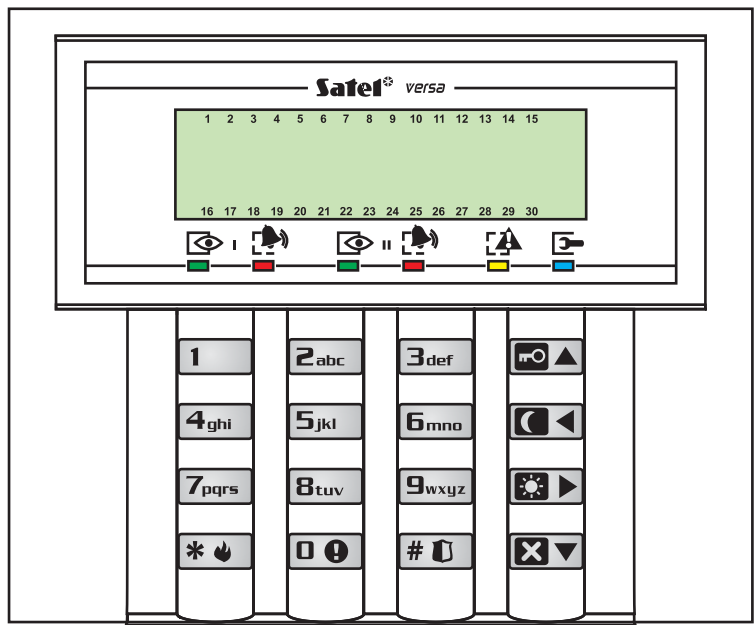 Satel versa
1 2 3 4 5 6 7 8 9 10 11 12 13 14 15
16 17 18 19 20 21 22 23 24 25 26 27 28 29 30
I II
1 2abc 3def
4ghi 5jkl 6mno
7pqrs 8tuv 9wxyz
* 0 #